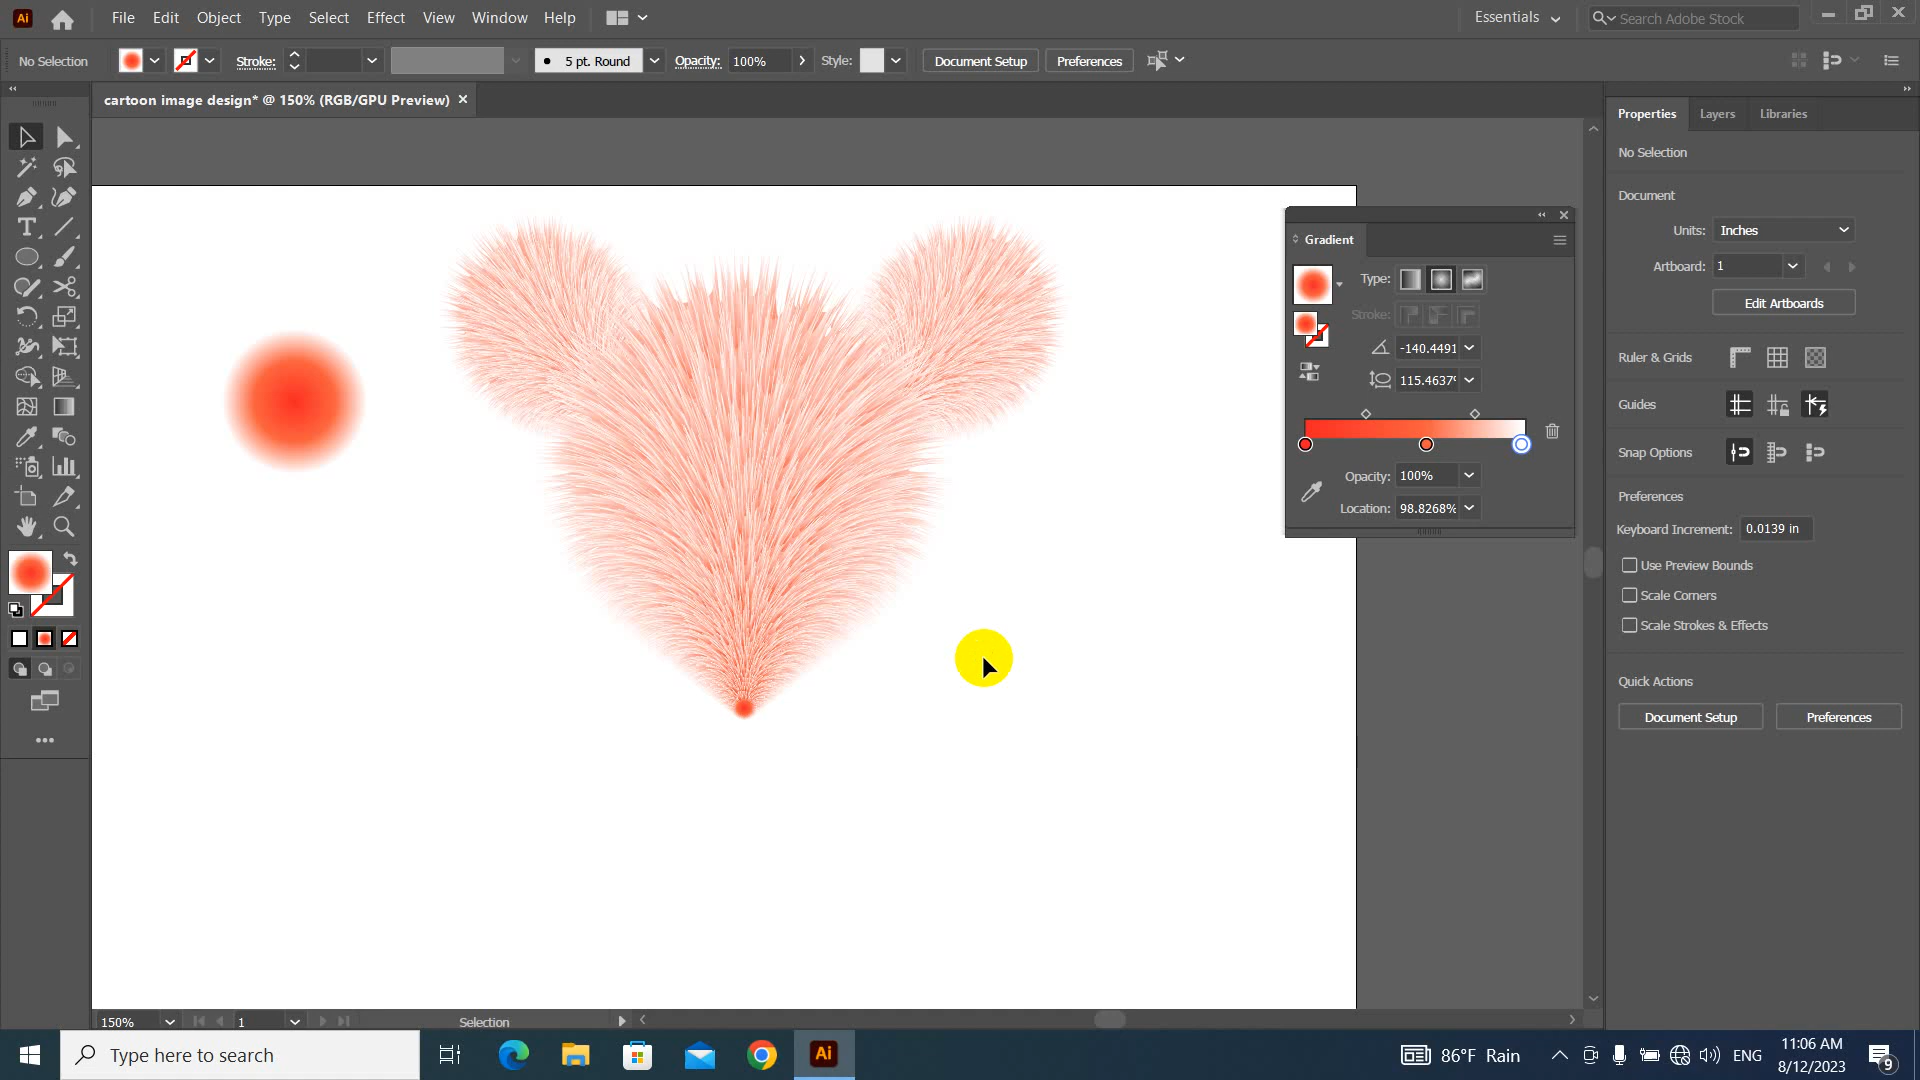 Ai File Edit Object Type Select Effect View Window Help Essentials Search Adobe Stock
No Selection Stroke: 5 pt. Round Opacity: 100% Style: Document Setup Preferences
cartoon image design* @ 150% (RGB/GPU Preview)
Properties Layers Libraries
No Selection
Document
Units: Inches
Artboard: 1
Edit Artboards
Ruler & Grids
Guides
Snap Options
Preferences
Keyboard Increment: 0.0139 in
Use Preview Bounds
Scale Corners
Scale Strokes & Effects
Quick Actions
Document Setup Preferences
Gradient
Type:
Stroke:
-140.4491
115.4637%
Opacity: 100%
Location: 98.8268%
150% 1 Selection
Type here to search
Ai
86°F Rain
ENG
11:06 AM
8/12/2023
9